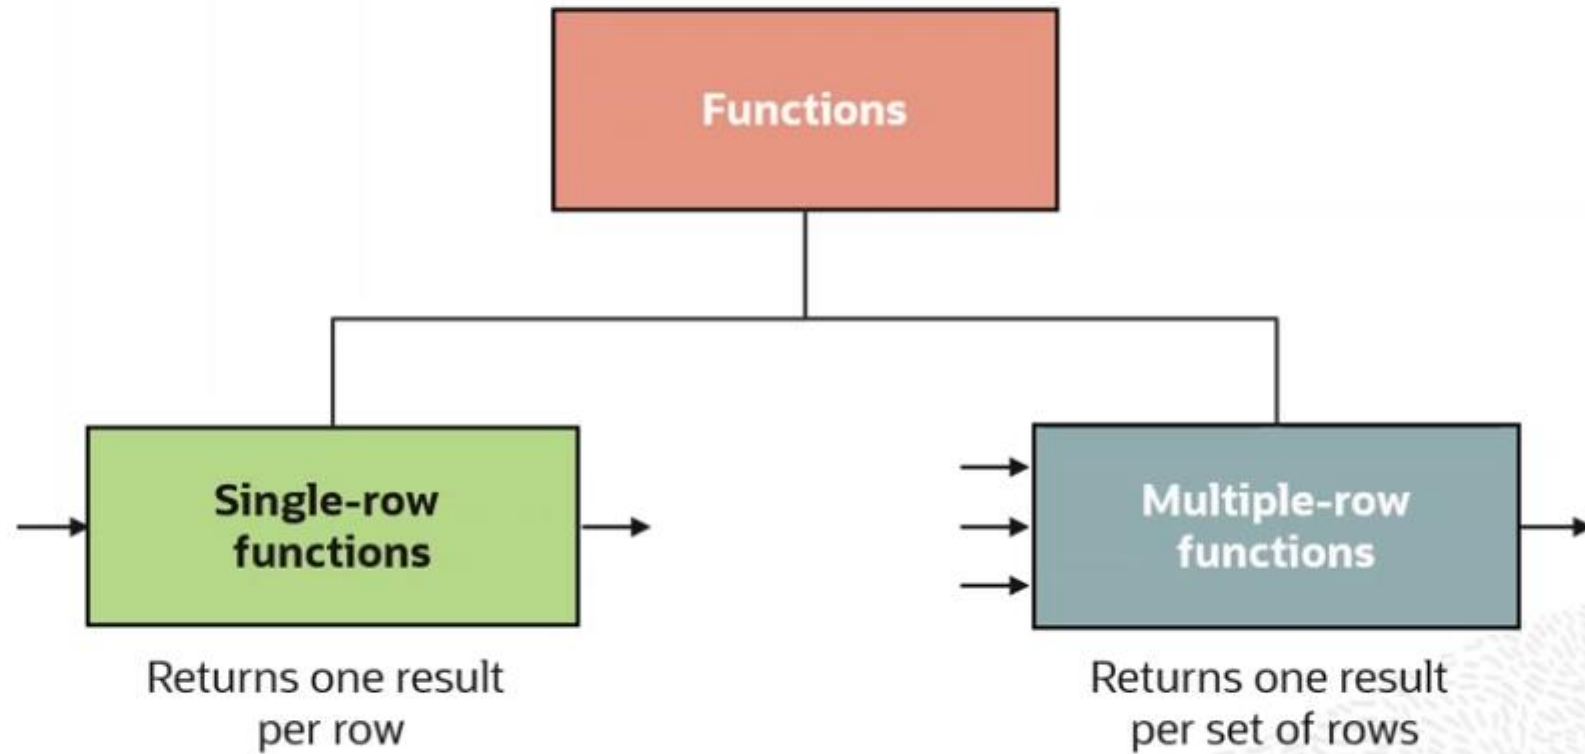 Functions
Single-row
functions
Returns one result
per row
Multiple-row
functions
Returns one result
per set of rows